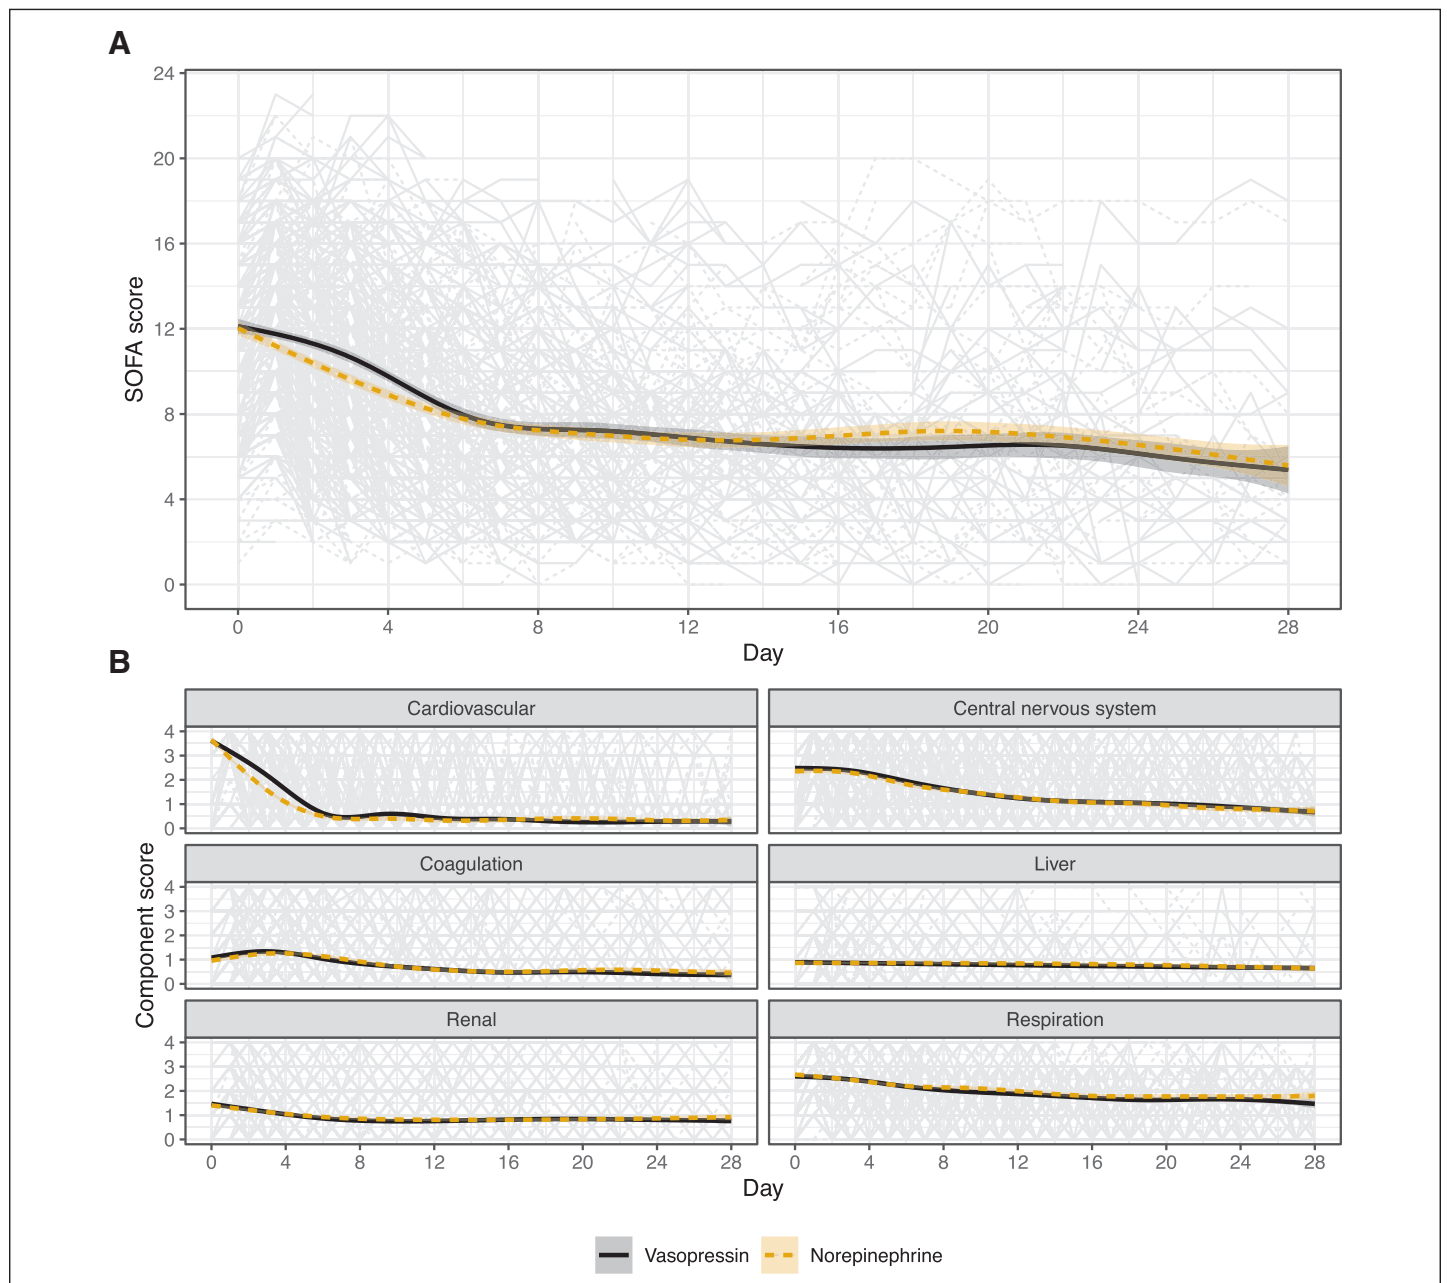 A
SOFA score
24
20
16
12
8
4
0
0 4 8 12 16 20 24 28
Day
B
Component score
Cardiovascular Central nervous system
4
3
2
1
0
Coagulation Liver
4
3
2
1
0
Renal Respiration
4
3
2
1
0
0 4 8 12 16 20 24 28 0 4 8 12 16 20 24 28
Day
Vasopressin Norepinephrine